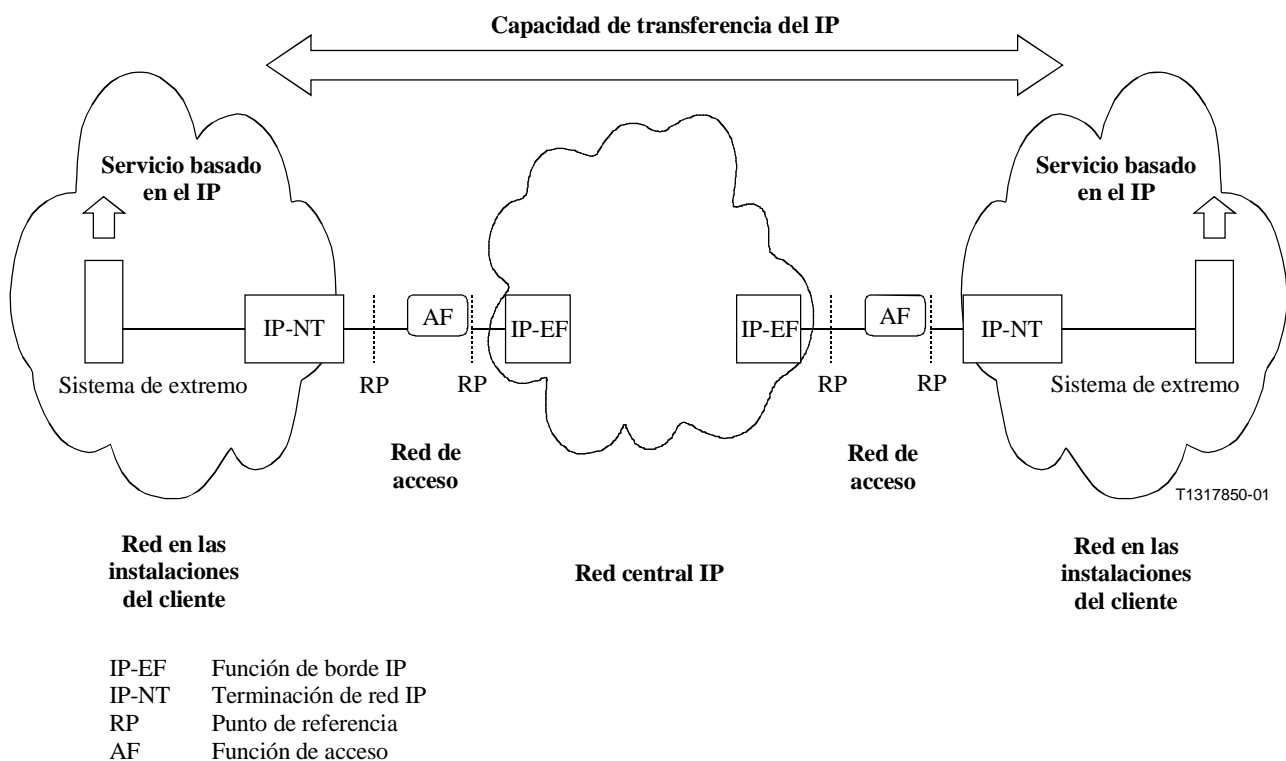 Capacidad de transferencia del IP
Servicio basado
en el IP
Servicio basado
en el IP
IP-NT
AF
IP-EF
IP-EF
AF
IP-NT
Sistema de extremo
RP
RP
RP
RP
Sistema de extremo
Red de
acceso
Red de
acceso
T1317850-01
Red en las
instalaciones
del cliente
Red central IP
Red en las
instalaciones
del cliente
IP-EF Función de borde IP
IP-NT Terminación de red IP
RP Punto de referencia
AF Función de acceso